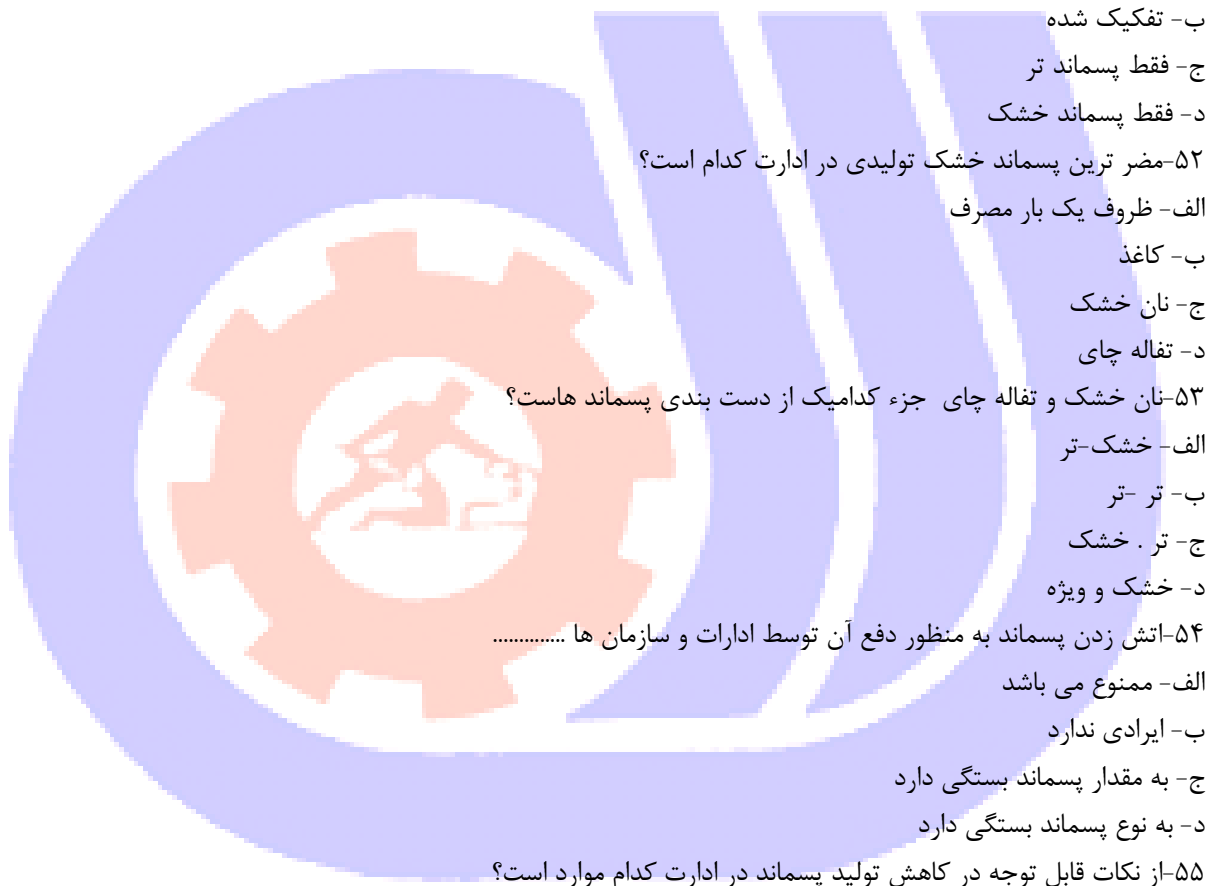 ب- تفکیک شده
ج- فقط پسماند تر
د- فقط پسماند خشک
۵۲-مضر ترین پسماند خشک تولیدی در ادارت کدام است؟
الف- ظروف یک بار مصرف
ب- کاغذ
ج- نان خشک
د- تفاله چای
۵۳-نان خشک و تفاله چای جزء کدامیک از دست بندی پسماند هاست؟
الف- خشک-تر
ب- تر -تر
ج- تر . خشک
د- خشک و ویژه
۵۴-اتش زدن پسماند به منظور دفع آن توسط ادارات و سازمان ها ..............
الف- ممنوع می باشد
ب- ایرادی ندارد
ج- به مقدار پسماند بستگی دارد
د- به نوع پسماند بستگی دارد
۵۵-از نکات قابل توجه در کاهش تولید پسماند در ادارت کدام موارد است؟